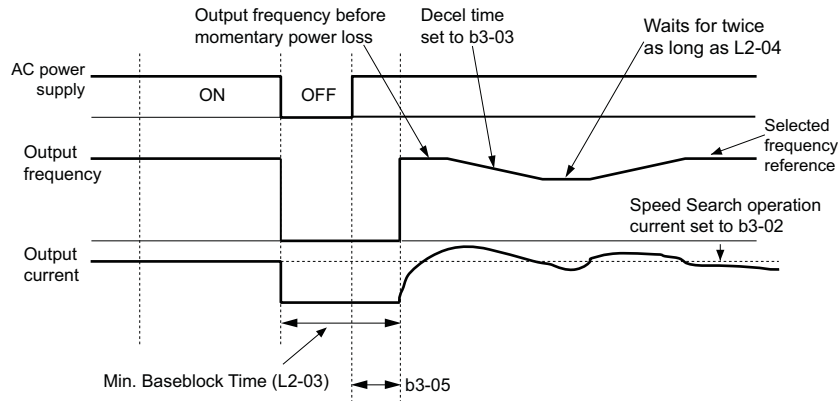 Output frequency before
momentary power loss
Decel time
set to b3-03
Waits for twice
as long as L2-04
AC power
supply
ON
OFF
Output
frequency
Selected
frequency
reference
Speed Search operation
current set to b3-02
Output
current
Min. Baseblock Time (L2-03)
b3-05